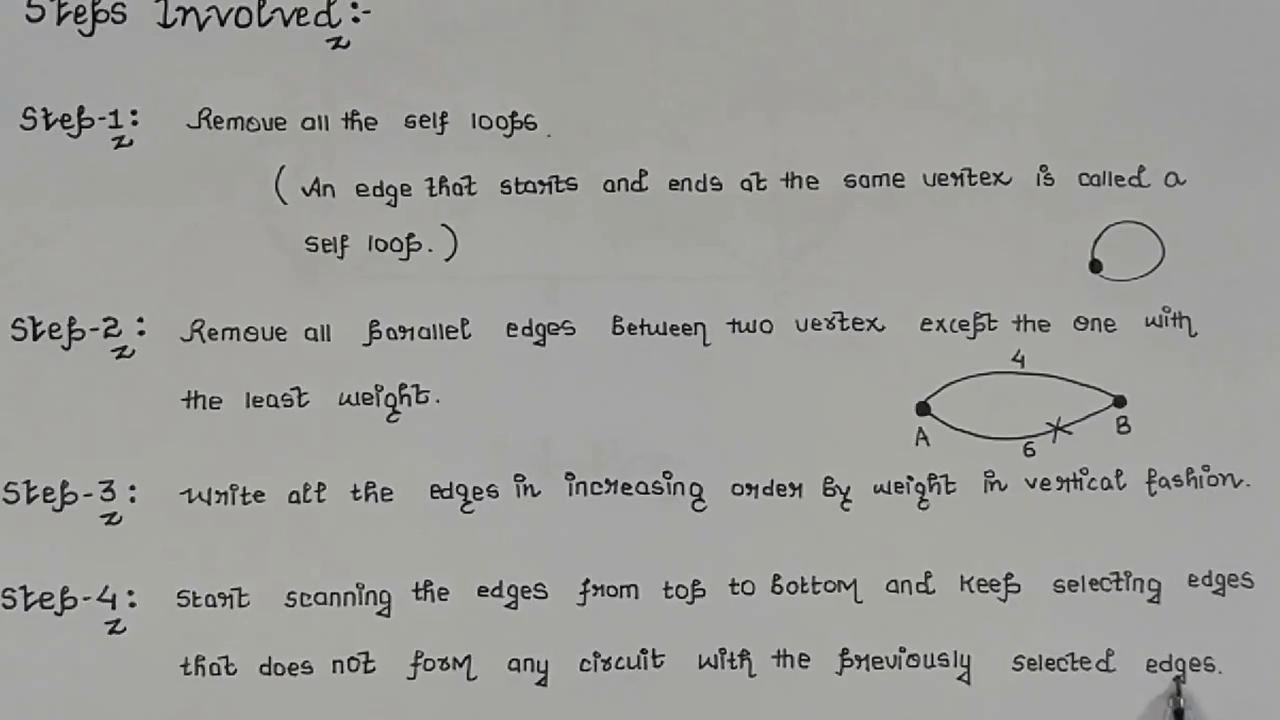 Steps Involved:-
Step-1: Remove all the self loops.
(An edge that starts and ends at the same vertex is called a
self loop.)
Step-2: Remove all parallel edges between two vertex except the one with
the least weight.
4
A
B
6
Step-3: Write all the edges in increasing order by weight in vertical fashion.
Step-4: Start scanning the edges from top to bottom and keep selecting edges
that does not form any circuit with the previously selected edges.